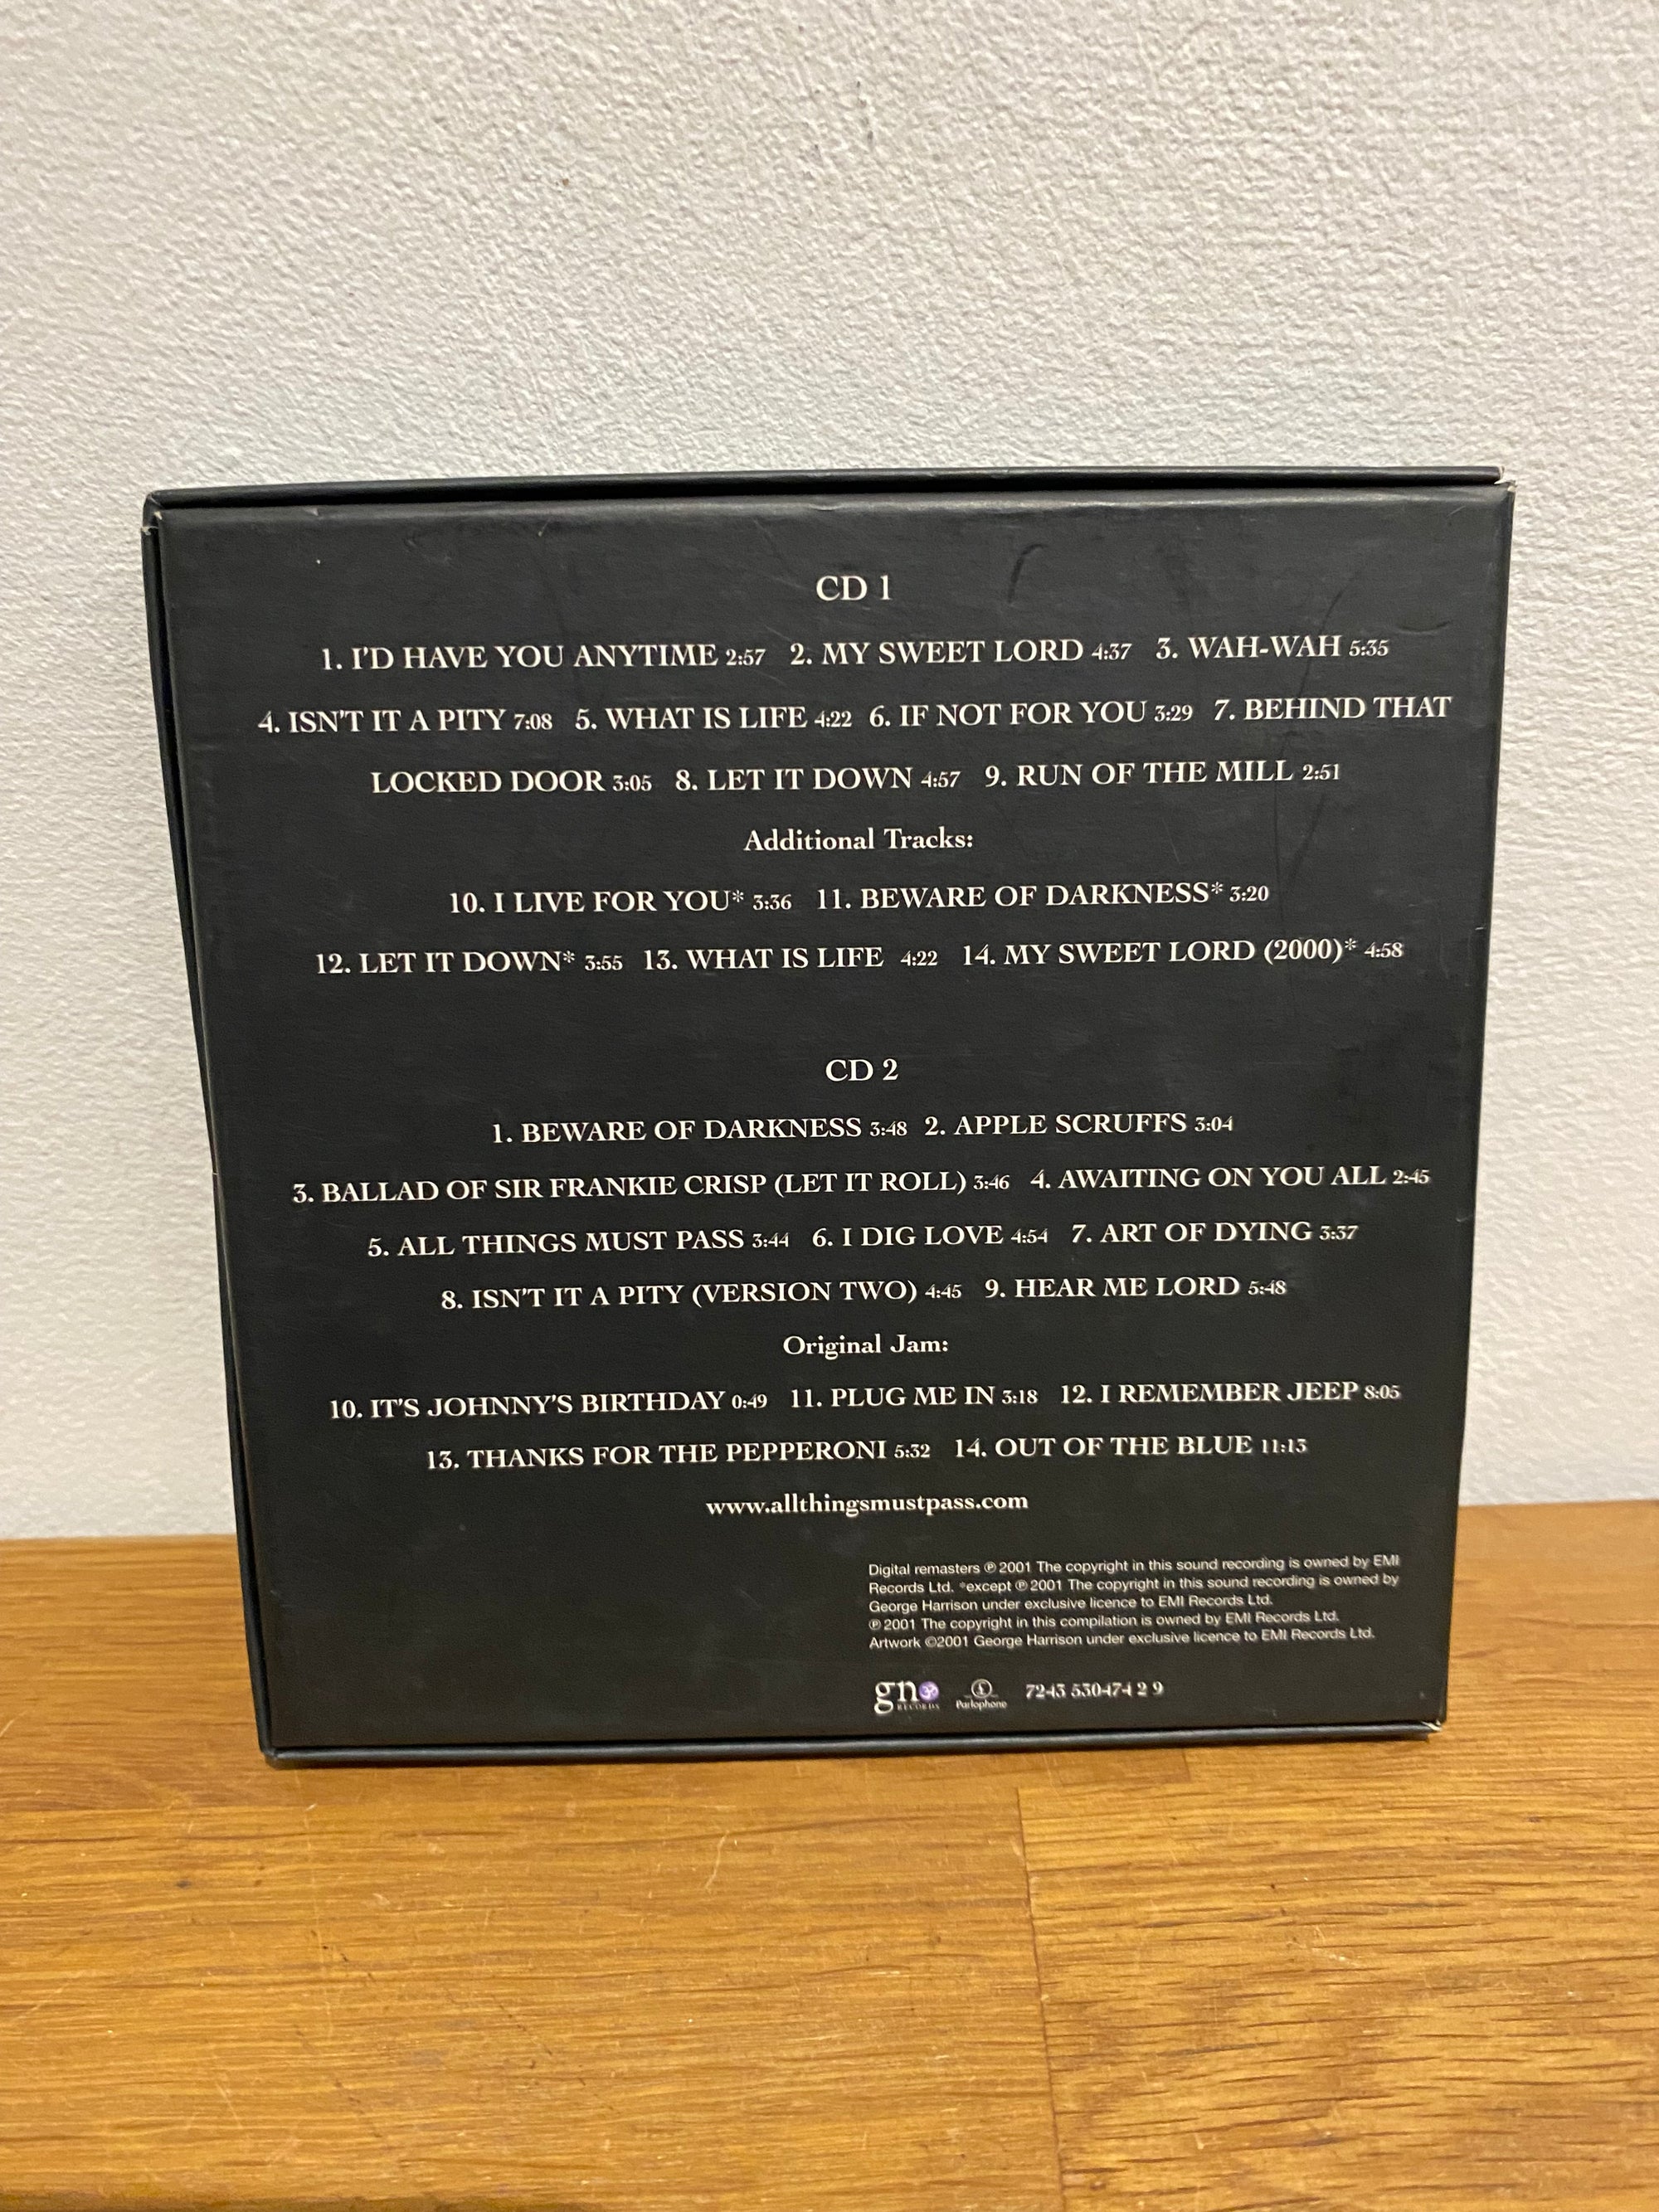 CD 1
1. I'D HAVE YOU ANYTIME 2:57 2. MY SWEET LORD 4:37 3. WAH-WAH 5:35
4. ISN'T IT A PITY 7:08 5. WHAT IS LIFE 4:22 6. IF NOT FOR YOU 3:29 7. BEHIND THAT
LOCKED DOOR 3:05 8. LET IT DOWN 4:57 9. RUN OF THE MILL 2:51
Additional Tracks:
10. I LIVE FOR YOU* 3:36 11. BEWARE OF DARKNESS* 3:20
12. LET IT DOWN* 3:55 13. WHAT IS LIFE 4:22 14. MY SWEET LORD (2000)* 4:58
CD 2
1. BEWARE OF DARKNESS 3:48 2. APPLE SCRUFFS 3:04
3. BALLAD OF SIR FRANKIE CRISP (LET IT ROLL) 3:46 4. AWAITING ON YOU ALL 2:45
5. ALL THINGS MUST PASS 3:44 6. I DIG LOVE 4:54 7. ART OF DYING 3:37
8. ISN'T IT A PITY (VERSION TWO) 4:45 9. HEAR ME LORD 5:48
Original Jam:
10. IT'S JOHNNY'S BIRTHDAY 0:49 11. PLUG ME IN 3:18 12. I REMEMBER JEEP 8:05
13. THANKS FOR THE PEPPERONI 5:32 14. OUT OF THE BLUE 11:13
www.allthingsmustpass.com
Digital remasters ℗ 2001 The copyright in this sound recording is owned by EMI
Records Ltd. *except ℗ 2001 The copyright in this sound recording is owned by
George Harrison under exclusive licence to EMI Records Ltd.
℗ 2001 The copyright in this compilation is owned by EMI Records Ltd.
Artwork ©2001 George Harrison under exclusive licence to EMI Records Ltd.
gnॐ RECORDS £ Parlophone 7243 530474 2 9